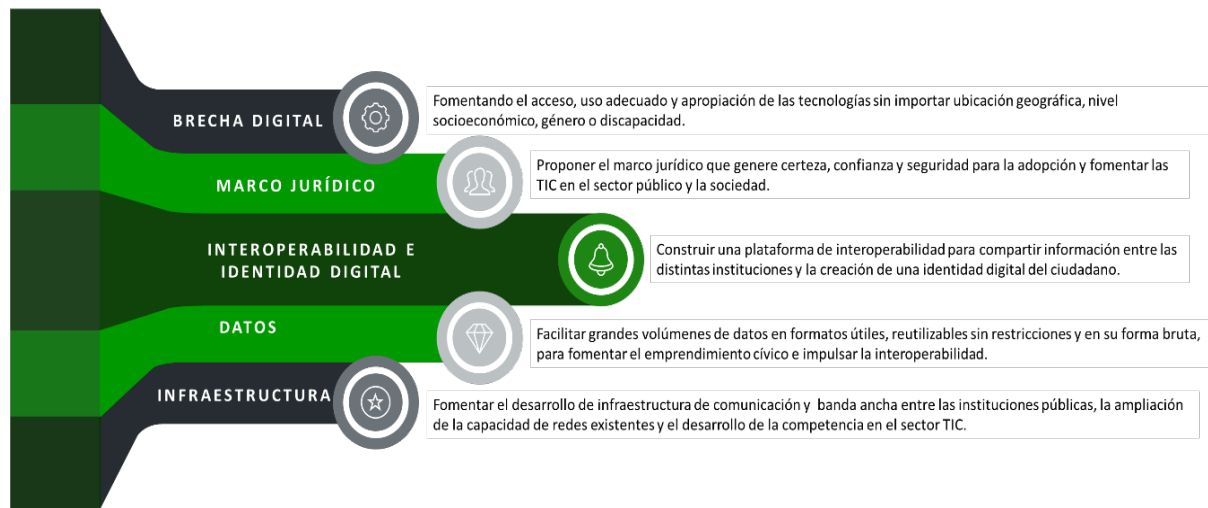 BRECHA DIGITAL
Fomentando el acceso, uso adecuado y apropiación de las tecnologías sin importar ubicación geográfica, nivel
socioeconómico, género o discapacidad.
MARCO JURÍDICO
Proponer el marco jurídico que genere certeza, confianza y seguridad para la adopción y fomentar las
TIC en el sector público y la sociedad.
INTEROPERABILIDAD E
IDENTIDAD DIGITAL
Construir una plataforma de interoperabilidad para compartir información entre las
distintas instituciones y la creación de una identidad digital del ciudadano.
DATOS
Facilitar grandes volúmenes de datos en formatos útiles, reutilizables sin restricciones y en su forma bruta,
para fomentar el emprendimiento cívico e impulsar la interoperabilidad.
INFRAESTRUCTURA
Fomentar el desarrollo de infraestructura de comunicación y banda ancha entre las instituciones públicas, la ampliación
de la capacidad de redes existentes y el desarrollo de la competencia en el sector TIC.